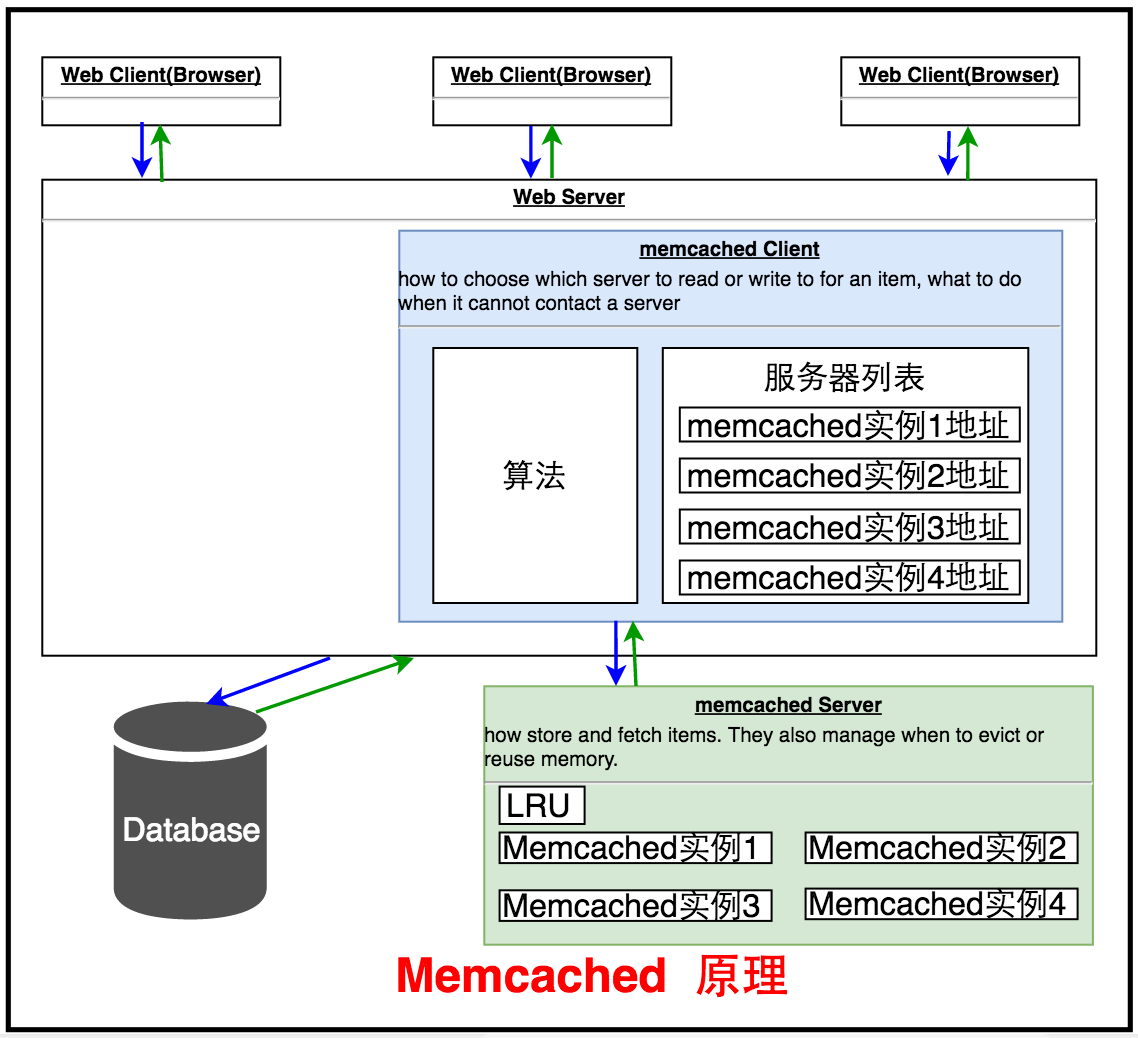 Web Client(Browser)
Web Client(Browser)
Web Client(Browser)
Web Server
memcached Client
how to choose which server to read or write to for an item, what to do
when it cannot contact a server
算法
服务器列表
memcached实例1地址
memcached实例2地址
memcached实例3地址
memcached实例4地址
Database
memcached Server
how store and fetch items. They also manage when to evict or
reuse memory.
LRU
Memcached实例1
Memcached实例2
Memcached实例3
Memcached实例4
Memcached 原理